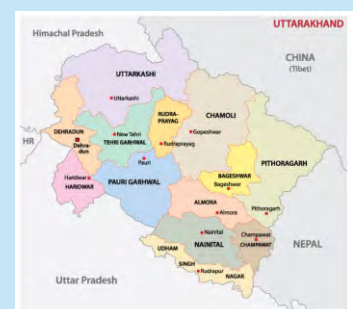 UTTARAKHAND
Himachal Pradesh
CHINA
(Tibet)
UTTARKASHI
Uttarkashi
RUDRA-
PRAYAG
CHAMOLI
DEHRADUN
Dehra-
dun
New Tehri
TEHRI GARHWAL
Gopeshwar
HR
Rudraprayag
PITHORAGARH
Pauri
Haridwar
HARDWAR
PAURI GARHWAL
BAGESHWAR
Bageshwar
ALMORA
Almora
Pithoragarh
Nainital
NAINITAL
Champawat
CHAMPAWAT
NEPAL
UDHAM
SINGH
NAGAR
Rudrapur
Uttar Pradesh